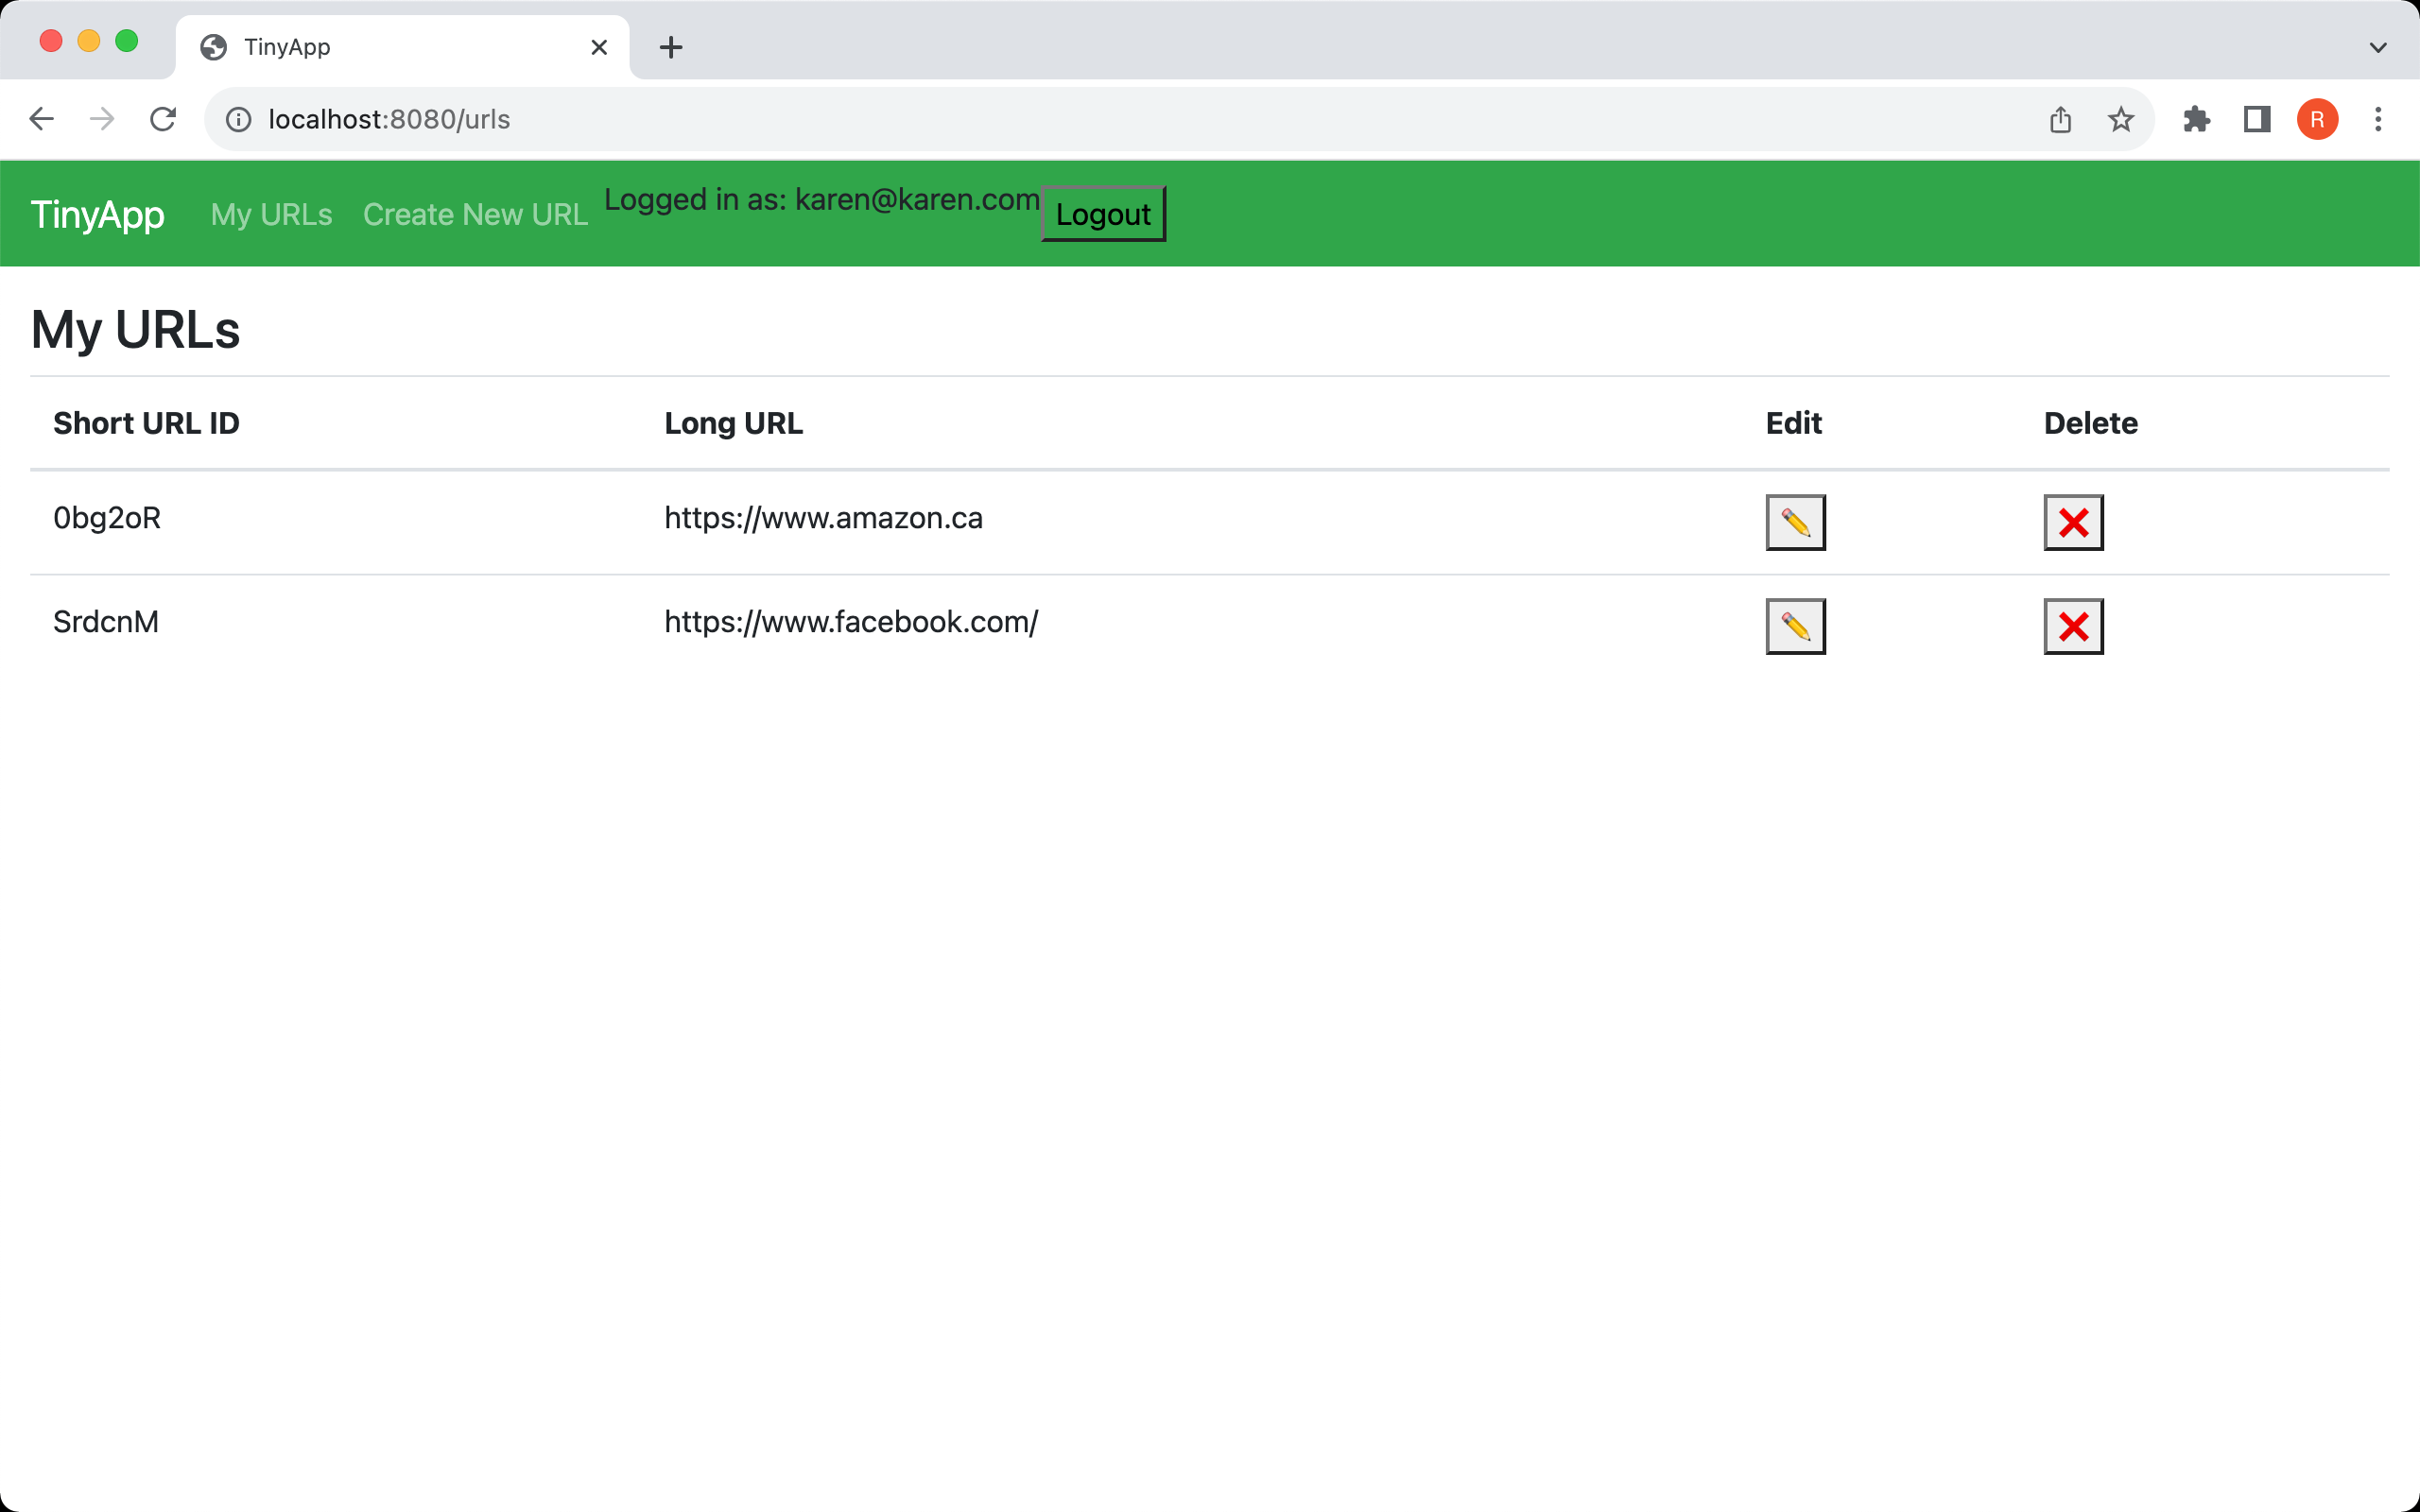 TinyApp
localhost:8080/urls
R
TinyApp My URLs Create New URL Logged in as: karen@karen.com Logout
My URLs
Short URL ID Long URL Edit Delete
0bg2oR https://www.amazon.ca
SrdcnM https://www.facebook.com/